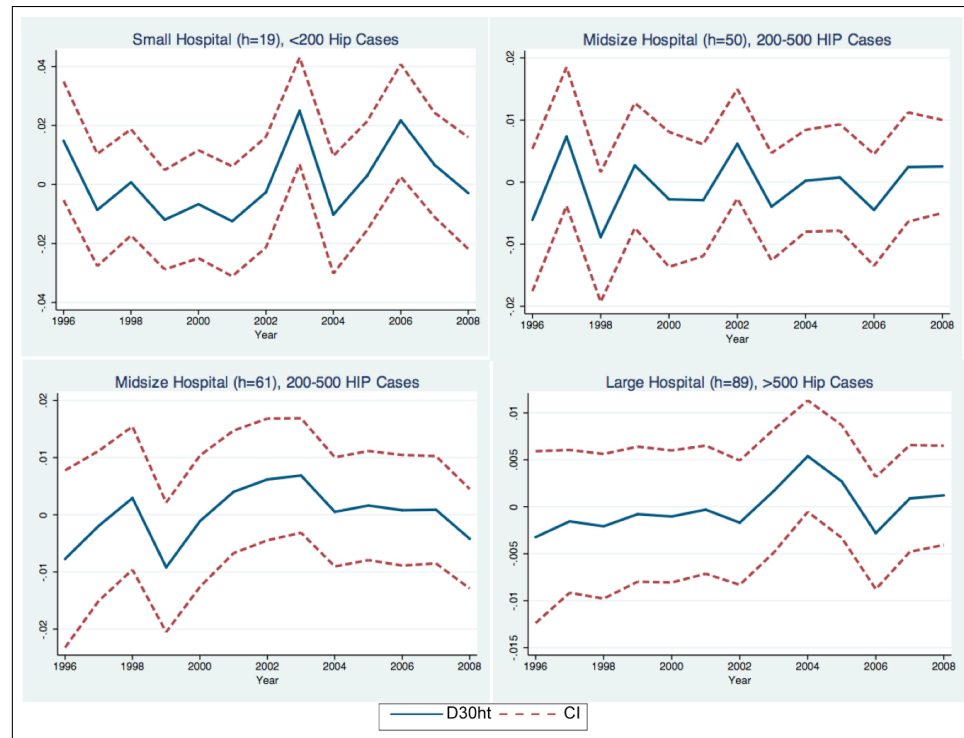 Small Hospital (h=19), <200 Hip Cases
.04
.02
0
-.02
-.04
1996 1998 2000 2002 2004 2006 2008
Year
Midsize Hospital (h=50), 200-500 HIP Cases
.02
.01
0
-.01
-.02
1996 1998 2000 2002 2004 2006 2008
Year
Midsize Hospital (h=61), 200-500 HIP Cases
.02
.01
0
-.01
-.02
1996 1998 2000 2002 2004 2006 2008
Year
Large Hospital (h=89), >500 Hip Cases
.01
.005
0
-.005
-.01
-.015
1996 1998 2000 2002 2004 2006 2008
Year
D30ht CI